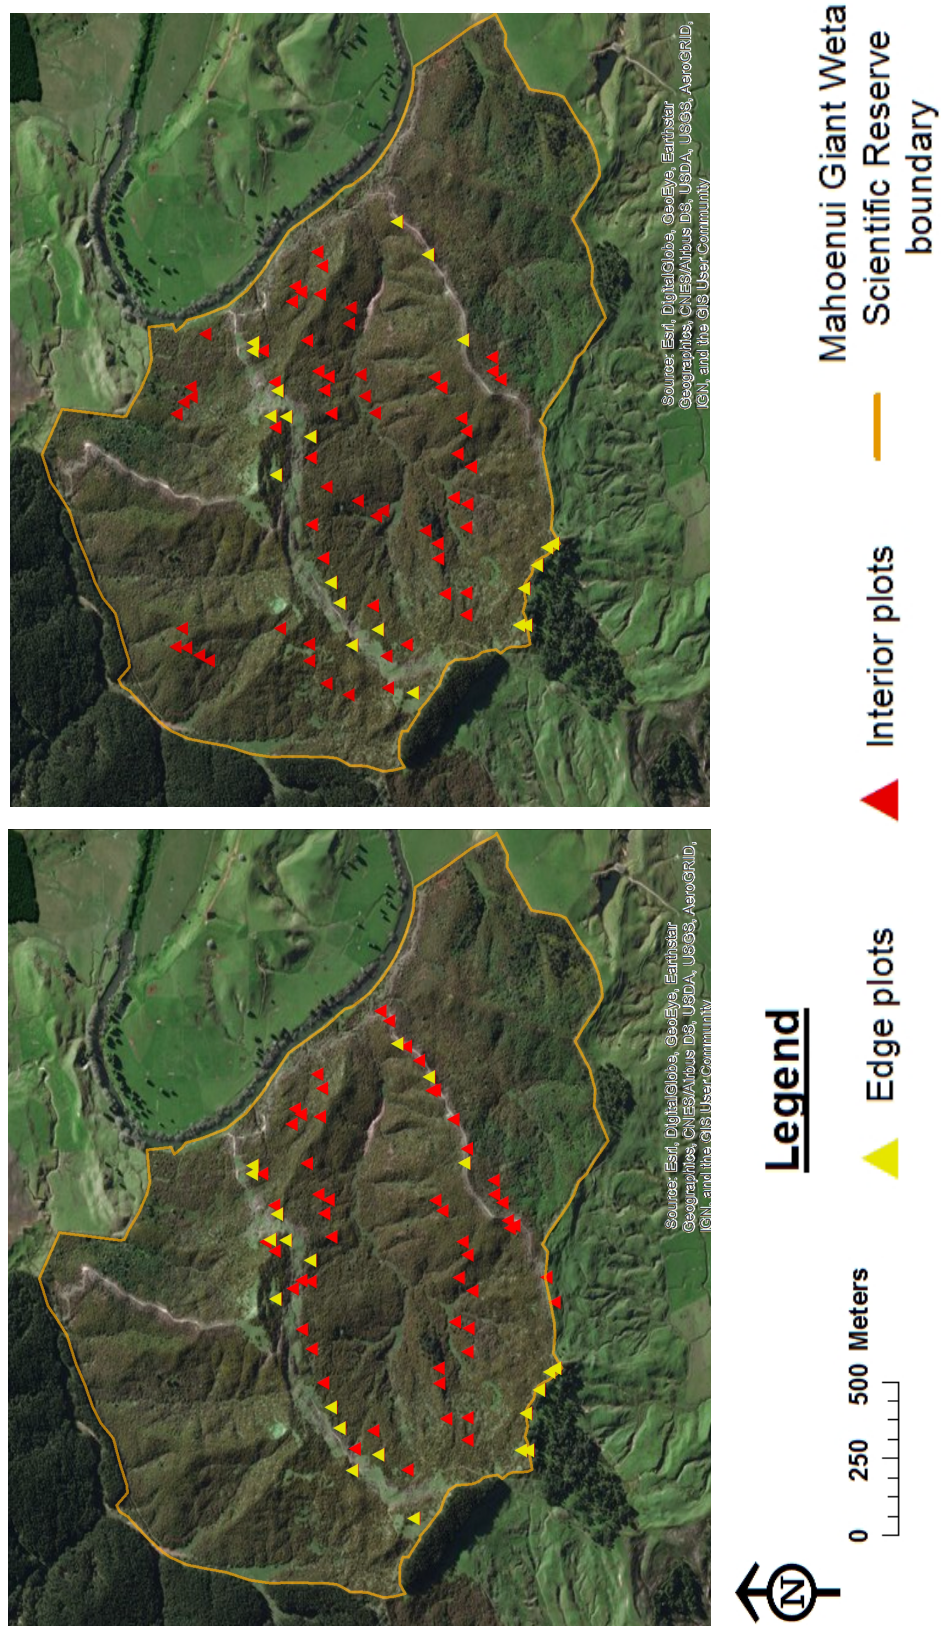 Source: Esri, DigitalGlobe, GeoEye, Earthstar
Geographics, CNES/Airbus DS, USDA, USGS, AeroGRID,
IGN, and the GIS User Community
Source: Esri, DigitalGlobe, GeoEye, Earthstar
Geographics, CNES/Airbus DS, USDA, USGS, AeroGRID,
IGN, and the GIS User Community
N
0 250 500 Meters
Legend
Edge plots
Interior plots
Mahoenui Giant Weta
Scientific Reserve
boundary